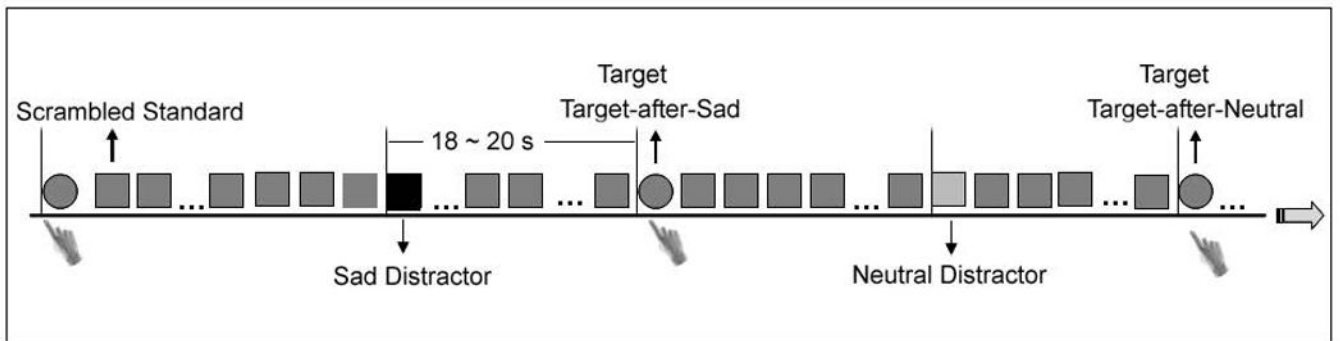 Scrambled Standard
18 ~ 20 s
Target
Target-after-Sad
Target
Target-after-Neutral
...
...
...
...
...
...
Sad Distractor
Neutral Distractor